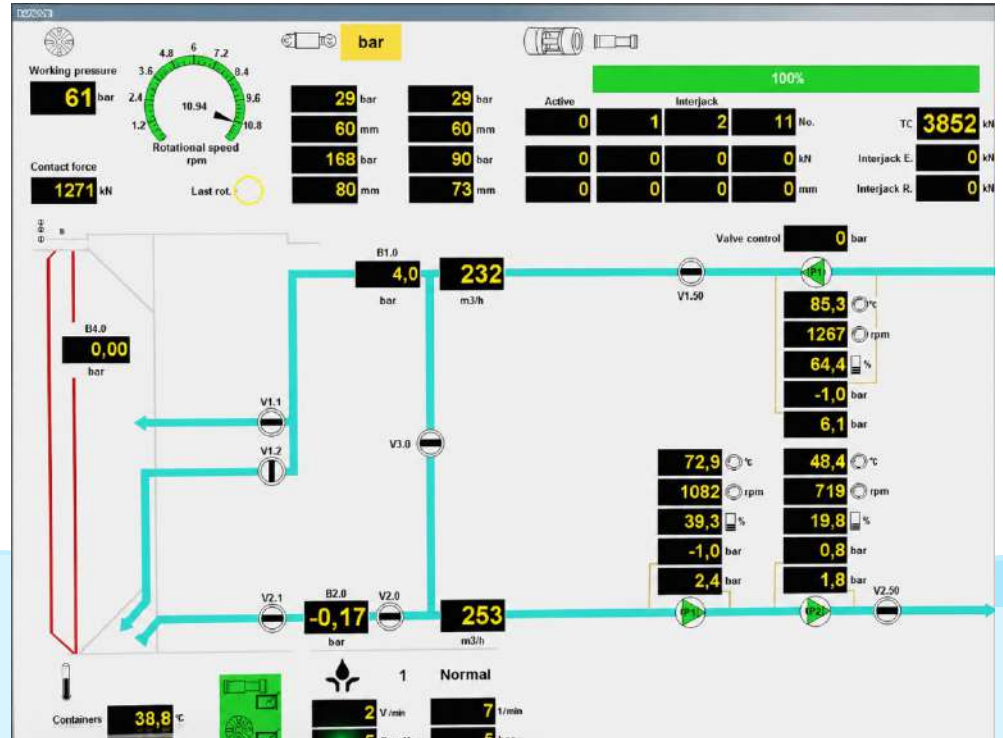 bar
Working pressure
61 bar
1.2 2.4 3.6 4.8 6 7.2 8.4 9.6 10.8
10.94
Rotational speed
rpm
Contact force
1271 kN
Last rot.
29 bar 29 bar
60 mm 60 mm
168 bar 90 bar
80 mm 73 mm
100%
Active Interjack
0 1 2 11 No. TC 3852 kN
0 0 0 0 kN Interjack E. 0 kN
0 0 0 0 mm Interjack R. 0 kN
Valve control 0 bar
B1.0
4,0
bar
232
m3/h
V1.50
(P1)
85,3 °C
1267 rpm
64,4 %
-1,0 bar
6,1 bar
B4.0
0,00
bar
V1.1
V1.2
V3.0
72,9 °C 48,4 °C
1082 rpm 719 rpm
39,3 % 19,8 %
-1,0 bar 0,8 bar
2,4 bar 1,8 bar
V2.1
B2.0
-0,17
bar
V2.0
253
m3/h
(P1) (P2)
V2.50
1 Normal
Containers 38,8 °C
2 V/min 7 1/min